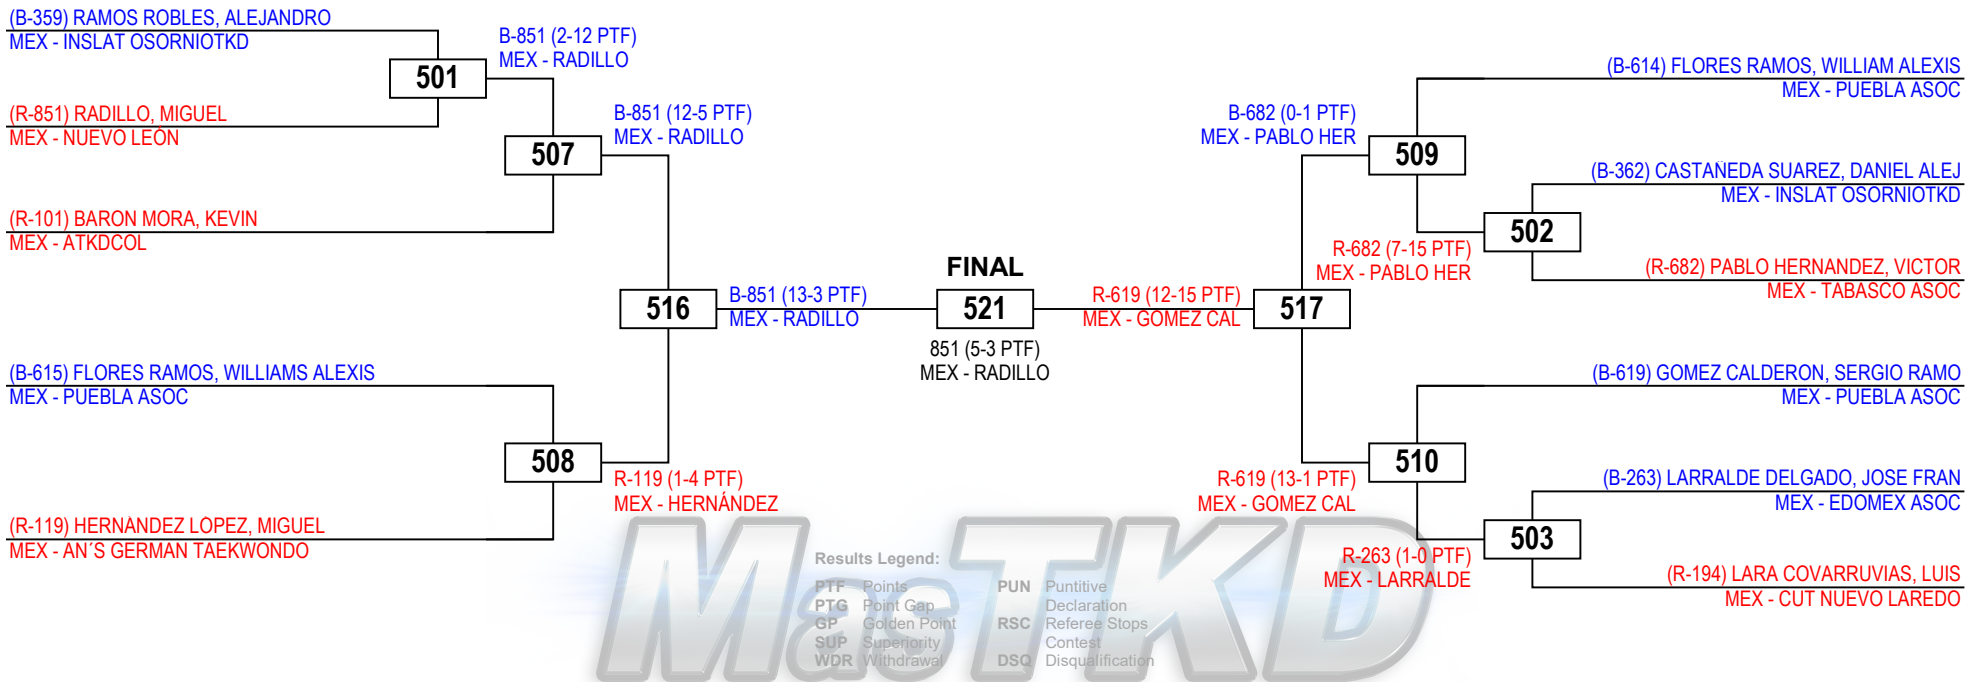 (B-359) RAMOS ROBLES, ALEJANDRO
MEX - INSLAT OSORNIOTKD
501
B-851 (2-12 PTF)
MEX - RADILLO
(R-851) RADILLO, MIGUEL
MEX - NUEVO LEÓN
507
B-851 (12-5 PTF)
MEX - RADILLO
(R-101) BARON MORA, KEVIN
MEX - ATKDCOL
516
B-851 (13-3 PTF)
MEX - RADILLO
(B-615) FLORES RAMOS, WILLIAMS ALEXIS
MEX - PUEBLA ASOC
508
R-119 (1-4 PTF)
MEX - HERNÁNDEZ
(R-119) HERNÁNDEZ LÓPEZ, MIGUEL
MEX - AN´S GERMAN TAEKWONDO
FINAL
521
851 (5-3 PTF)
MEX - RADILLO
(B-614) FLORES RAMOS, WILLIAM ALEXIS
MEX - PUEBLA ASOC
B-682 (0-1 PTF)
MEX - PABLO HER
509
(B-362) CASTAÑEDA SUAREZ, DANIEL ALEJ
MEX - INSLAT OSORNIOTKD
502
R-682 (7-15 PTF)
MEX - PABLO HER
(R-682) PABLO HERNANDEZ, VICTOR
MEX - TABASCO ASOC
R-619 (12-15 PTF)
MEX - GOMEZ CAL
517
(B-619) GOMEZ CALDERON, SERGIO RAMO
MEX - PUEBLA ASOC
510
R-619 (13-1 PTF)
MEX - GOMEZ CAL
(B-263) LARRALDE DELGADO, JOSE FRAN
MEX - EDOMEX ASOC
503
R-263 (1-0 PTF)
MEX - LARRALDE
(R-194) LARA COVARRUVIAS, LUIS
MEX - CUT NUEVO LAREDO
MasTKD
Results Legend:
PTF Points
PTG Point Gap
GP Golden Point
SUP Superiority
WDR Withdrawal
PUN Puntitive
Declaration
RSC Referee Stops
Contest
DSQ Disqualification